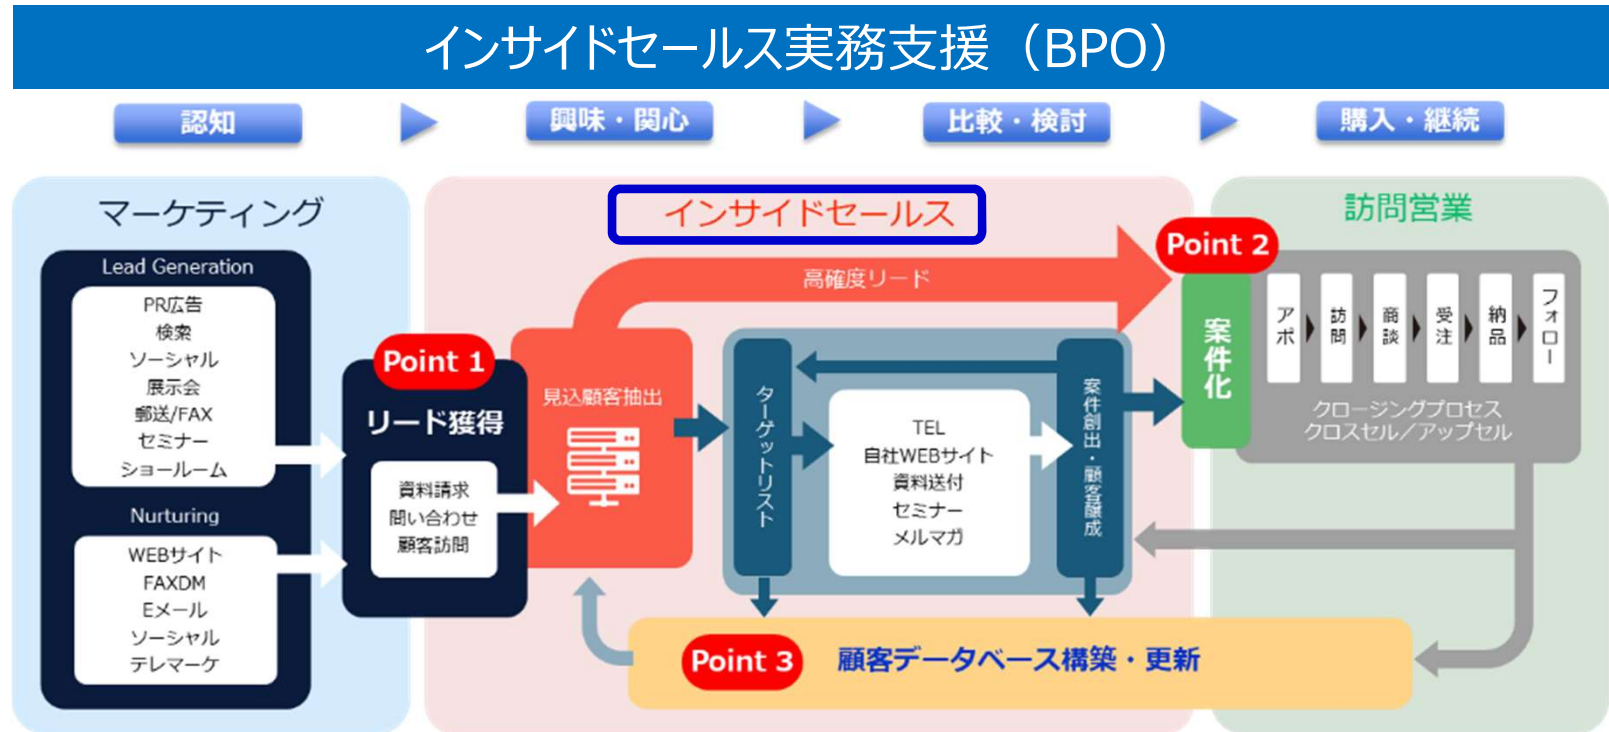 インサイドセールス実務支援（BPO）
認知
興味・関心
比較・検討
購入・継続
マーケティング
Lead Generation
PR広告
検索
ソーシャル
展示会
郵送/FAX
セミナー
ショールーム
Nurturing
WEBサイト
FAXDM
Eメール
ソーシャル
テレマーケ
Point 1
リード獲得
資料請求
問い合わせ
顧客訪問
インサイドセールス
高確度リード
見込顧客抽出
ターゲットリスト
TEL
自社WEBサイト
資料送付
セミナー
メルマガ
案件創出・顧客醸成
訪問営業
Point 2
案件化
アポ
訪問
商談
受注
納品
フォロー
クロージングプロセス
クロスセル／アップセル
Point 3
顧客データベース構築・更新